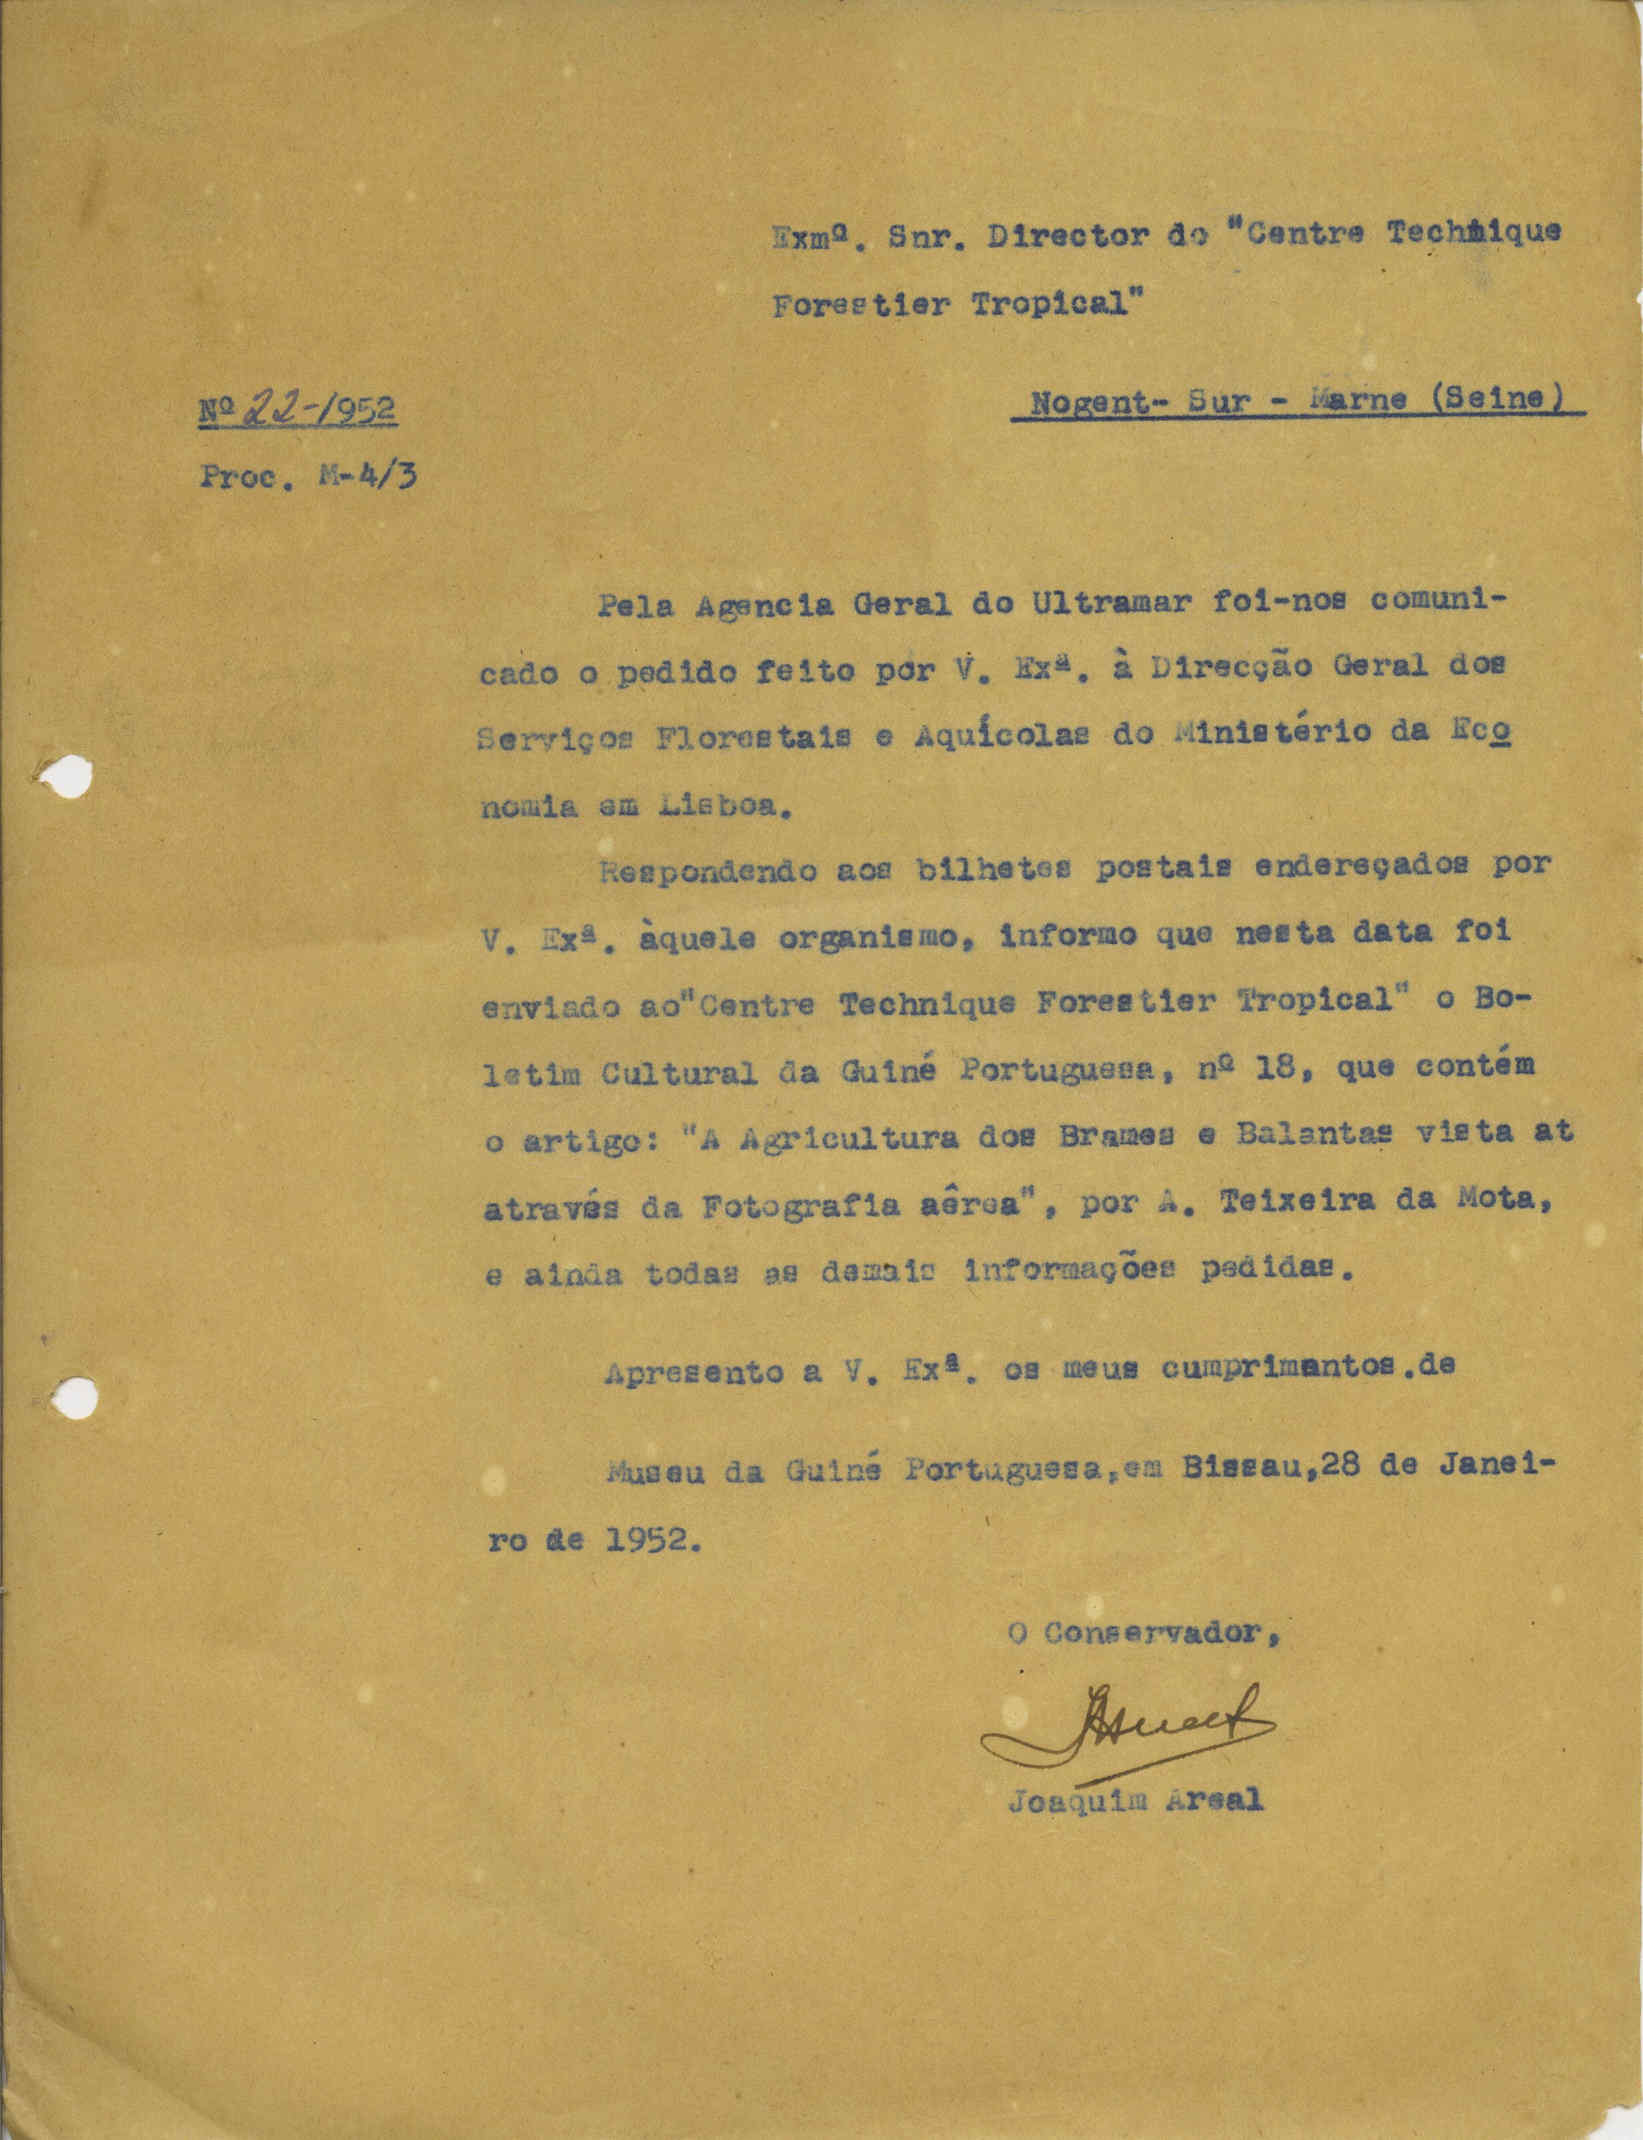 Exmº. Snr. Director do "Centre Technique
Forestier Tropical"
Nº 22-/952
Nogent- Sur - Marne (Seine)
Proc. M-4/3
Pela Agencia Geral do Ultramar foi-nos comuni-
cado o pedido feito por V. Exª. à Direcção Geral dos
Serviços Florestais e Aquícolas do Ministério da Eco
nomia em Lisboa.
Respondendo aos bilhetes postais endereçados por
V. Exª. àquele organismo, informo que nesta data foi
enviado ao"Centre Technique Forestier Tropical" o Bo-
letim Cultural da Guiné Portuguesa, nº 18, que contém
o artigo: "A Agricultura dos Brames e Balantas vista at
através da Fotografia aêrea", por A. Teixeira da Mota,
e ainda todas as demais informações pedidas.
Apresento a V. Exª. os meus cumprimentos.de
Museu da Guiné Portuguesa,em Bissau,28 de Janei-
ro de 1952.
O Conservador,
Joaquim Areal